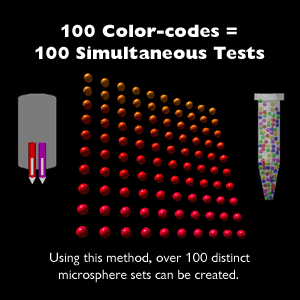 100 Color-codes =
100 Simultaneous Tests
Using this method, over 100 distinct
microsphere sets can be created.